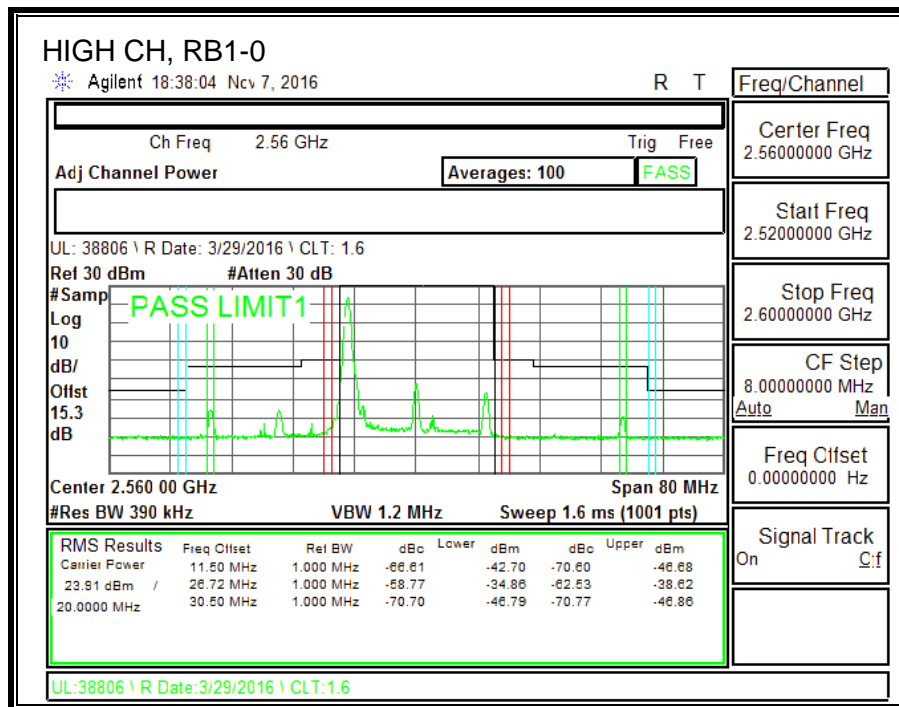 HIGH CH, RB1-0
Agilent 18:38:04 Nov 7, 2016 R T
Freq/Channel
Ch Freq 2.56 GHz Trig Free
Adj Channel Power Averages: 100 PASS
UL: 38806 \ R Date: 3/29/2016 \ CLT: 1.6
Ref 30 dBm #Atten 30 dB
#Samp
Log
10
dB/
Offst
15.3
dB
PASS LIMIT1
Center 2.560 00 GHz Span 80 MHz
#Res BW 390 kHz VBW 1.2 MHz Sweep 1.6 ms (1001 pts)
RMS Results Freq Offset Ref BW dBc Lower dBm dBc Upper dBm
Carrier Power 11.50 MHz 1.000 MHz -66.61 -42.70 -70.60 -46.68
23.91 dBm / 26.72 MHz 1.000 MHz -58.77 -34.86 -62.53 -38.62
20.0000 MHz 30.50 MHz 1.000 MHz -70.70 -46.79 -70.77 -46.86
UL:38806 \ R Date:3/29/2016 \ CLT:1.6
Center Freq
2.56000000 GHz
Start Freq
2.52000000 GHz
Stop Freq
2.60000000 GHz
CF Step
8.00000000 MHz
Auto Man
Freq Offset
0.00000000 Hz
Signal Track
On Off